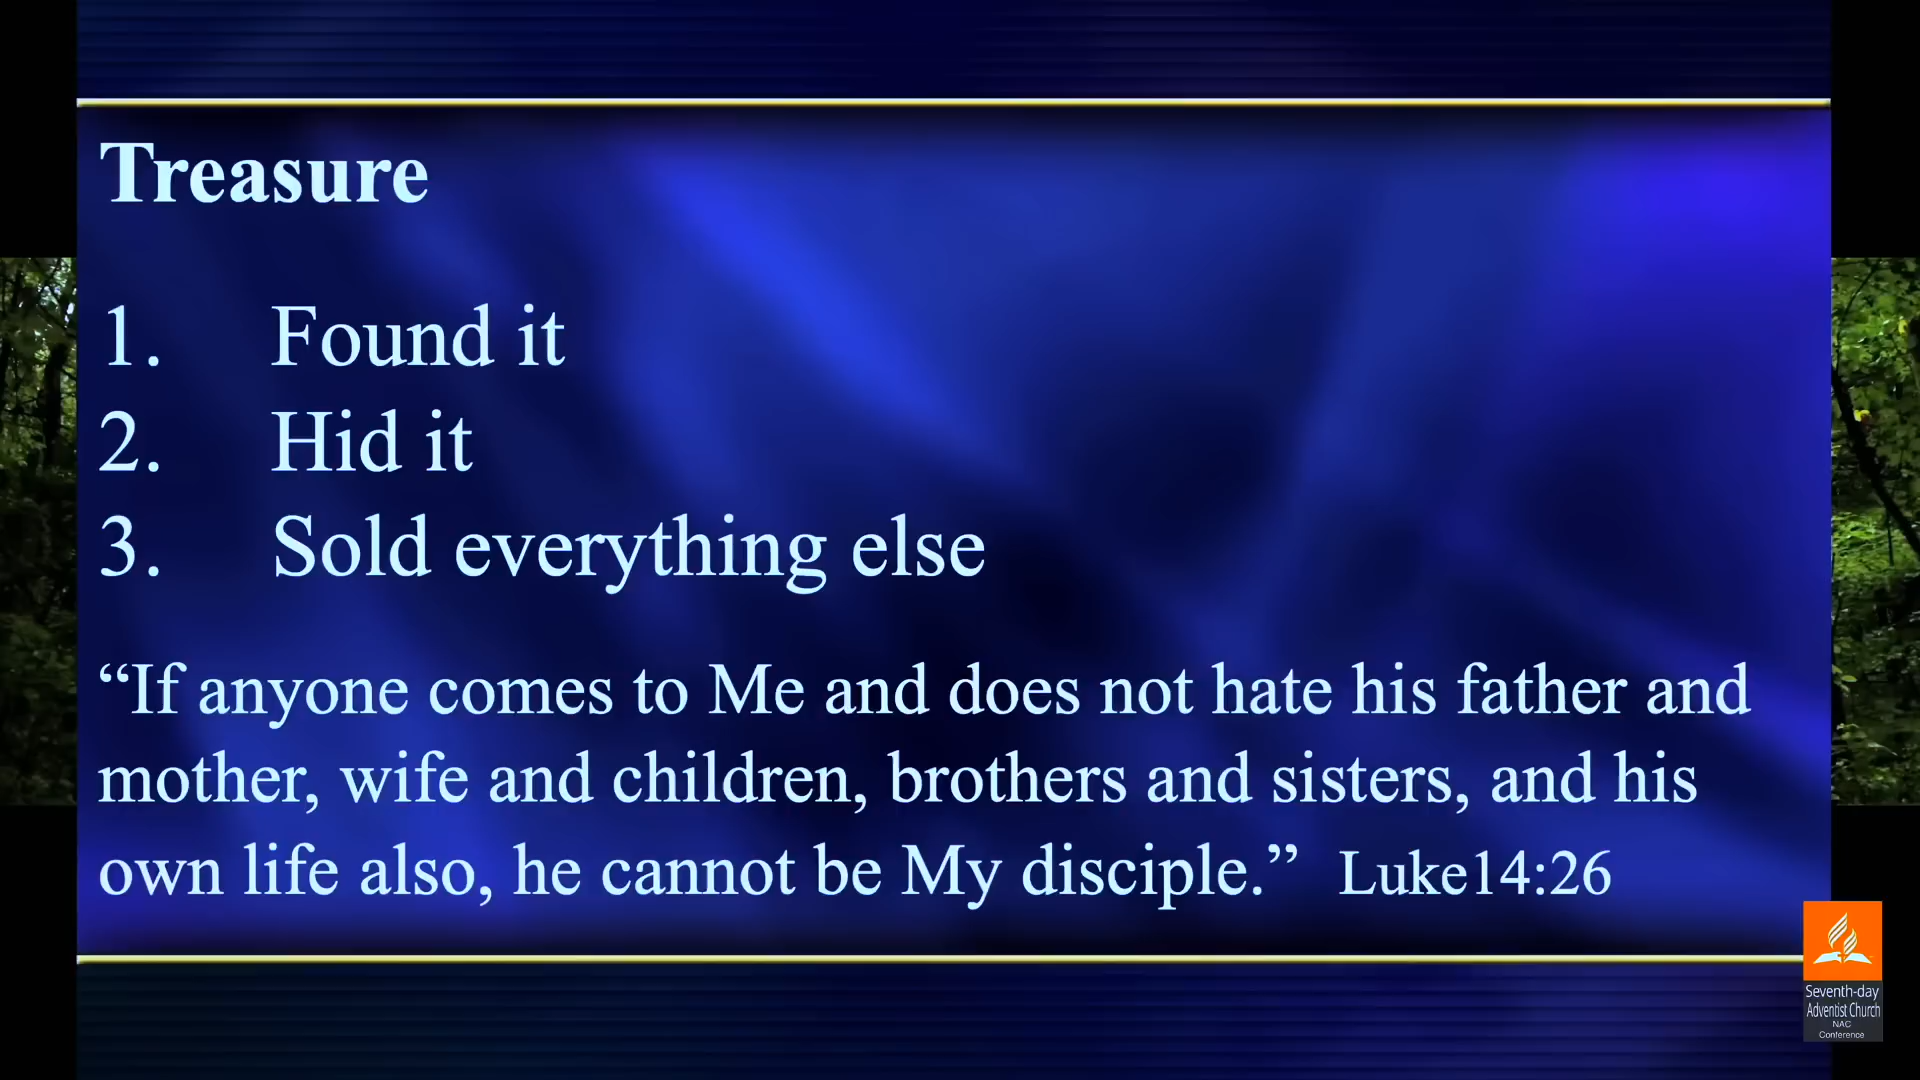 Treasure
1. Found it
2. Hid it
3. Sold everything else
“If anyone comes to Me and does not hate his father and
mother, wife and children, brothers and sisters, and his
own life also, he cannot be My disciple.” Luke14:26
Seventh-day
Adventist Church
NAC
Conference